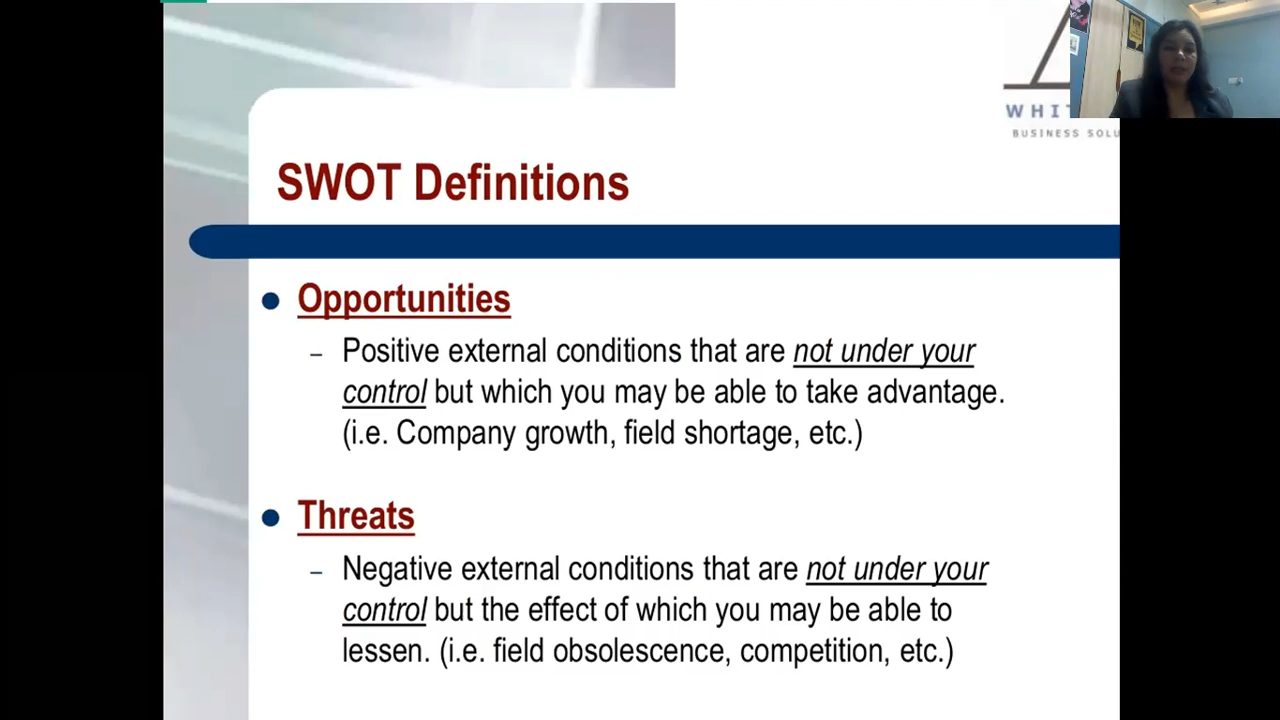 WHI
BUSINESS SOLU
SWOT Definitions
Opportunities
– Positive external conditions that are not under your
control but which you may be able to take advantage.
(i.e. Company growth, field shortage, etc.)
Threats
– Negative external conditions that are not under your
control but the effect of which you may be able to
lessen. (i.e. field obsolescence, competition, etc.)